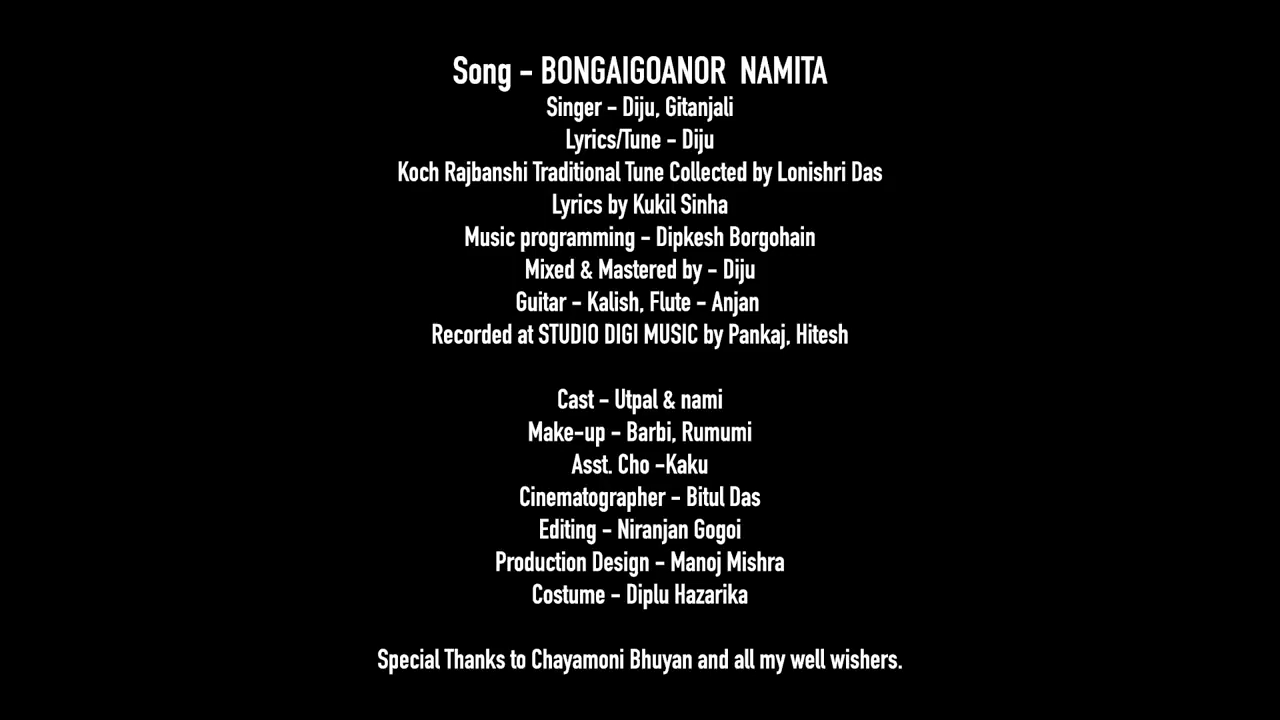 Song - BONGAIGOANOR NAMITA
Singer - Diju, Gitanjali
Lyrics/Tune - Diju
Koch Rajbanshi Traditional Tune Collected by Lonishri Das
Lyrics by Kukil Sinha
Music programming - Dipkesh Borgohain
Mixed & Mastered by - Diju
Guitar - Kalish, Flute - Anjan
Recorded at STUDIO DIGI MUSIC by Pankaj, Hitesh
Cast - Utpal & nami
Make-up - Barbi, Rumumi
Asst. Cho -Kaku
Cinematographer - Bitul Das
Editing - Niranjan Gogoi
Production Design - Manoj Mishra
Costume - Diplu Hazarika
Special Thanks to Chayamoni Bhuyan and all my well wishers.